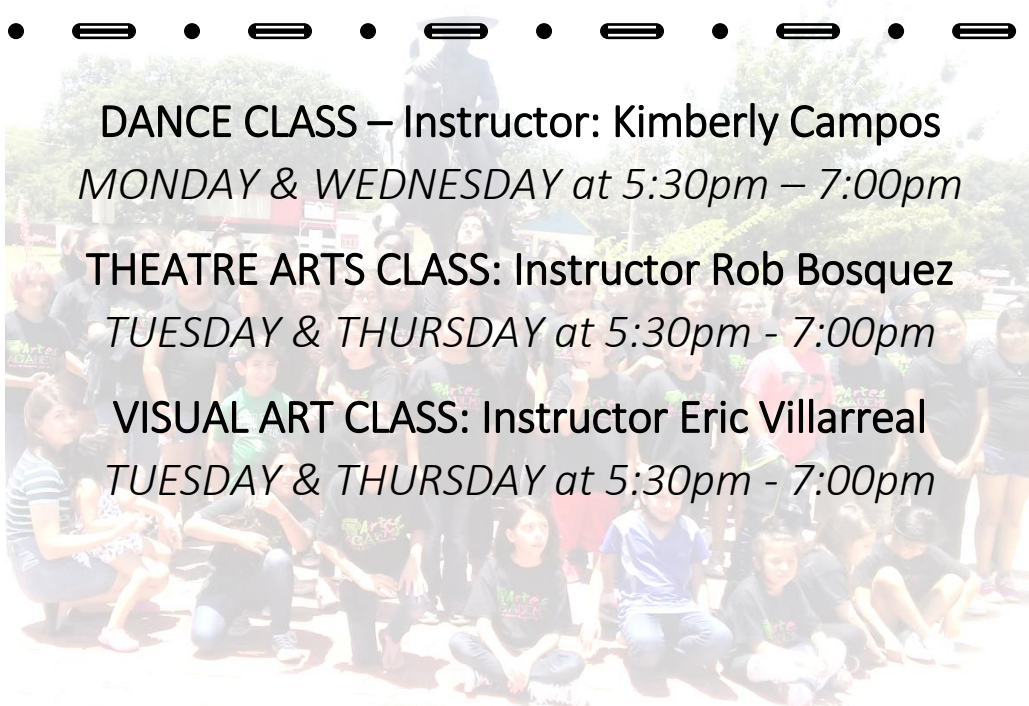 DANCE CLASS – Instructor: Kimberly Campos
MONDAY & WEDNESDAY at 5:30pm – 7:00pm
THEATRE ARTS CLASS: Instructor Rob Bosquez
TUESDAY & THURSDAY at 5:30pm - 7:00pm
VISUAL ART CLASS: Instructor Eric Villarreal
TUESDAY & THURSDAY at 5:30pm - 7:00pm
Artes
ACADEMY